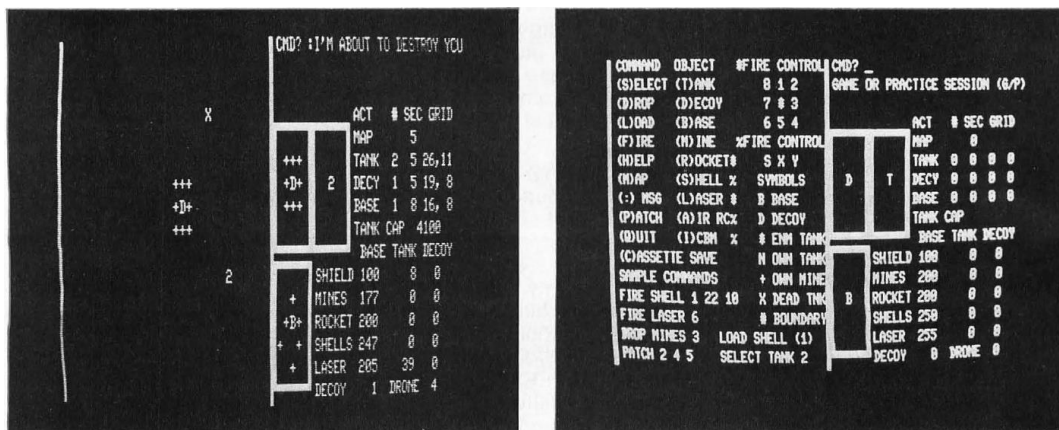 CMD? :I'M ABOUT TO DESTROY YOU
X ACT # SEC GRID
MAP 5
+++ TANK 2 5 26,11
+++ +D+ 2 DECY 1 5 19, 8
+D+ +++ BASE 1 8 16, 8
+++ TANK CAP 4100
BASE TANK DECOY
2 SHIELD 100 8 0
+ MINES 177 0 0
+B+ ROCKET 200 0 0
+ + SHELLS 247 0 0
+ LASER 205 39 0
DECOY 1 DRONE 4
COMMAND OBJECT #FIRE CONTROL
(S)ELECT (T)ANK 8 1 2
(D)ROP (D)ECOY 7 # 3
(L)OAD (B)ASE 6 5 4
(F)IRE (M)INE %FIRE CONTROL
(H)ELP (R)OCKET# S X Y
(M)AP (S)HELL % SYMBOLS
(:) MSG (L)ASER # B BASE
(P)ATCH (A)IR RC% D DECOY
(Q)UIT (I)CBM % # ENM TANK
(C)ASSETTE SAVE N OWN TANK
SAMPLE COMMANDS + OWN MINE
FIRE SHELL 1 22 10 X DEAD TNK
FIRE LASER 6 # BOUNDARY
DROP MINES 3 LOAD SHELL (1)
PATCH 2 4 5 SELECT TANK 2
CMD? _
GAME OR PRACTICE SESSION (G/P)
ACT # SEC GRID
MAP 0
TANK 0 0 0 0
D T DECY 0 0 0 0
BASE 0 0 0 0
TANK CAP
BASE TANK DECOY
SHIELD 100 0 0
MINES 200 0 0
B ROCKET 200 0 0
SHELLS 250 0 0
LASER 255 0 0
DECOY 8 DRONE 0